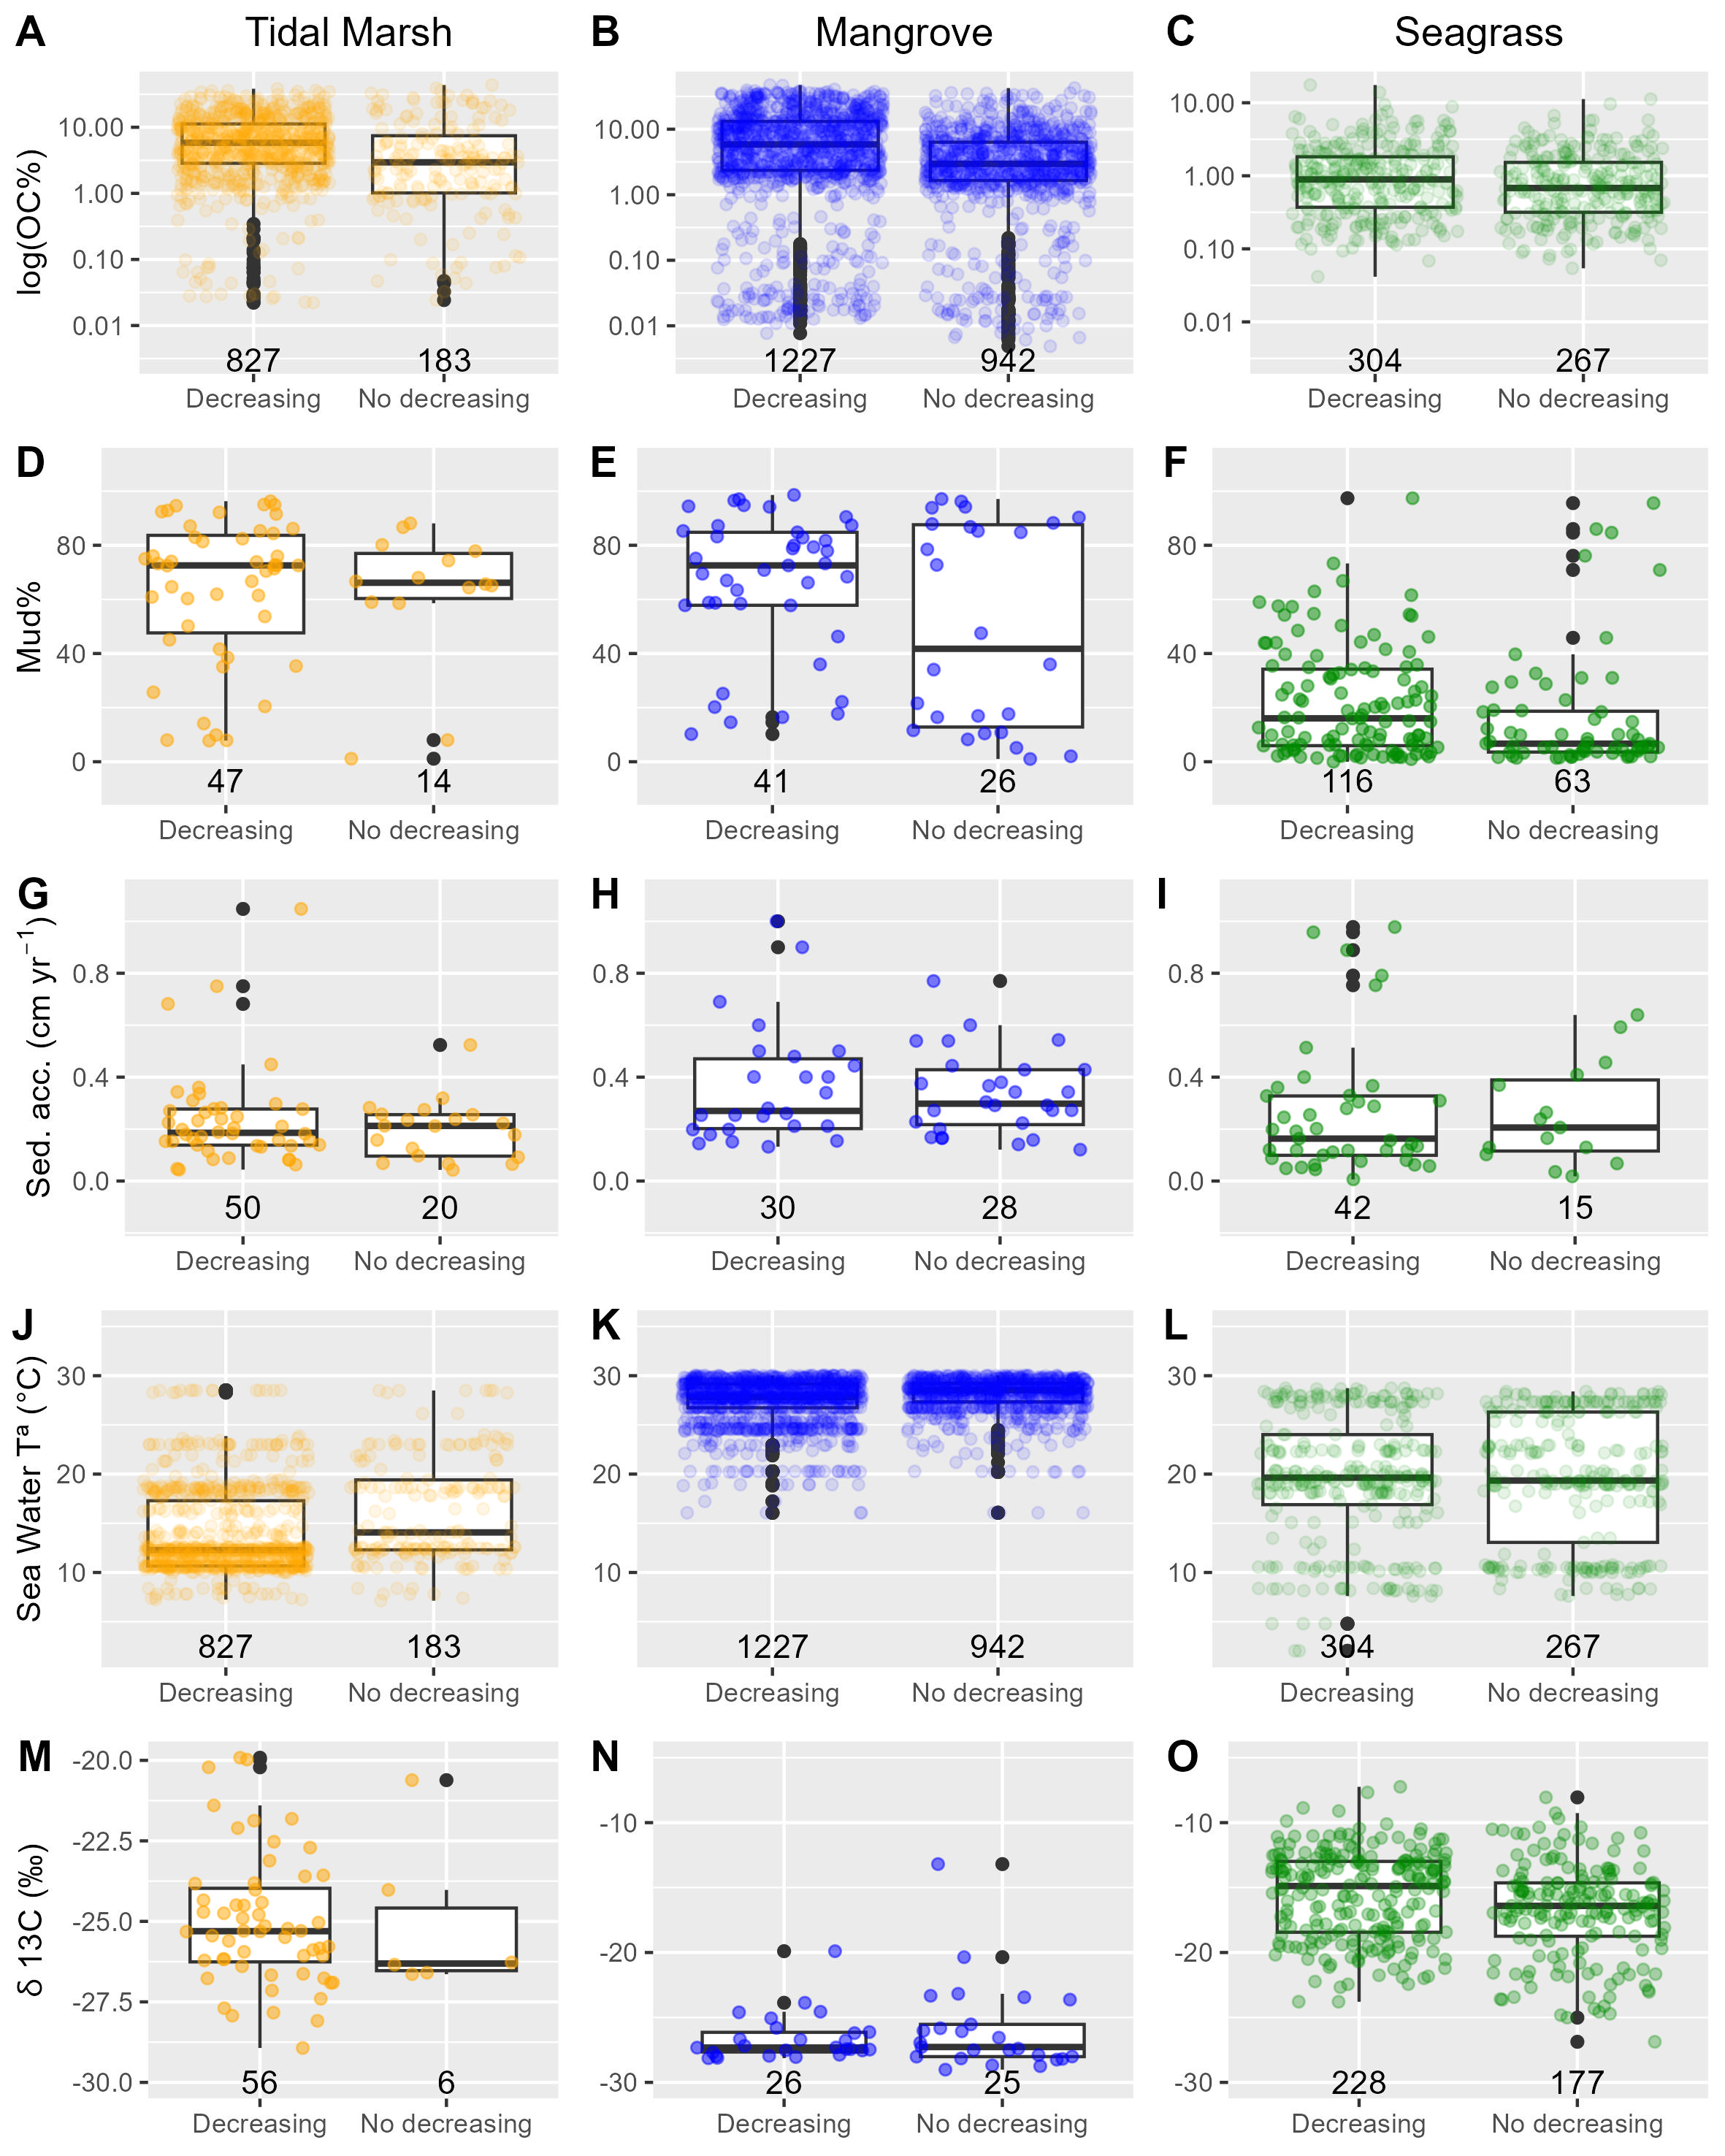 A Tidal Marsh B Mangrove C Seagrass
log(OC%)
10.00 10.00 10.00
1.00 1.00 1.00
0.10 0.10 0.10
0.01 0.01 0.01
827 183 1227 942 304 267
Decreasing No decreasing Decreasing No decreasing Decreasing No decreasing
D E F
Mud%
80 80 80
40 40 40
0 0 0
47 14 41 26 116 63
Decreasing No decreasing Decreasing No decreasing Decreasing No decreasing
G H I
Sed. acc. (cm yr⁻¹)
0.8 0.8 0.8
0.4 0.4 0.4
0.0 0.0 0.0
50 20 30 28 42 15
Decreasing No decreasing Decreasing No decreasing Decreasing No decreasing
J K L
Sea Water Tª (°C)
30 30 30
20 20 20
10 10 10
827 183 1227 942 304 267
Decreasing No decreasing Decreasing No decreasing Decreasing No decreasing
M N O
δ 13C (‰)
-20.0
-22.5 -10 -10
-25.0 -20 -20
-27.5
-30.0 -30 -30
56 6 26 25 228 177
Decreasing No decreasing Decreasing No decreasing Decreasing No decreasing